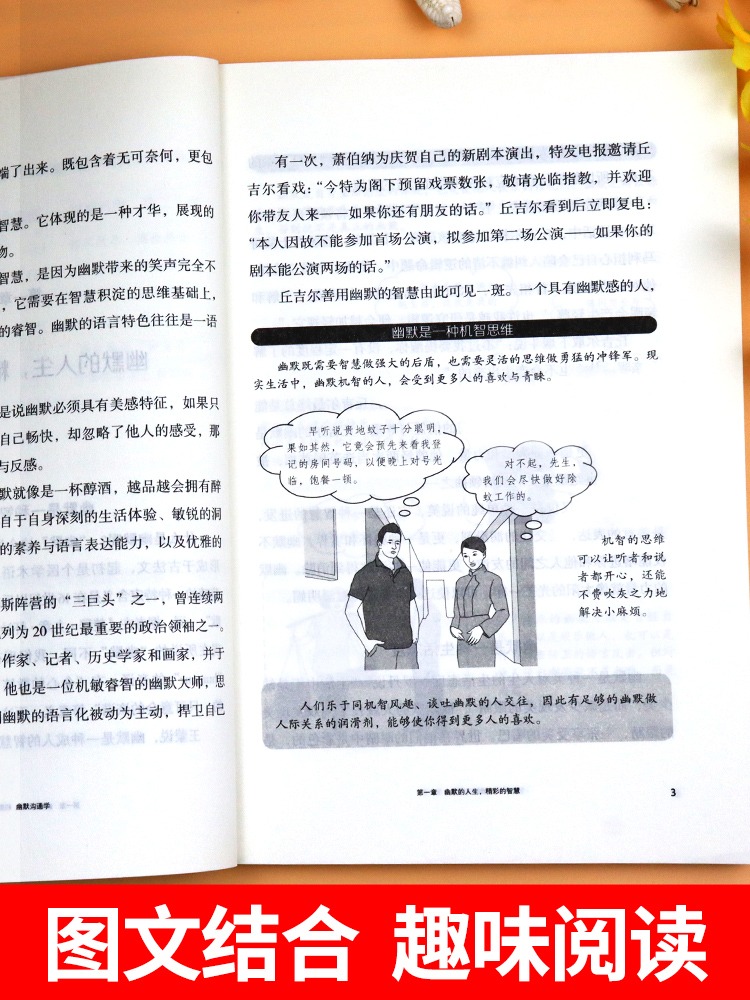 端了出来。既包含着无可奈何，更包
智慧。它体现的是一种才华，展现的
物。
智慧，是因为幽默带来的笑声完全不
，它需要在智慧积淀的思维基础上，
的睿智。幽默的语言特色往往是一语
是说幽默必须具有美感特征，如果只
自己畅快，却忽略了他人的感受，那
与反感。
默就像是一杯醇酒，越品越会拥有醉
自于自身深刻的生活体验、敏锐的洞
的素养与语言表达能力，以及优雅的
斯阵营的“三巨头”之一，曾连续两
列为20世纪最重要的政治领袖之一。
作家、记者、历史学家和画家，并于
他也是一位机敏睿智的幽默大师，思
幽默的语言化被动为主动，捍卫自己
幽默沟通学
有一次，萧伯纳为庆贺自己的新剧本演出，特发电报邀请丘
吉尔看戏：“今特为阁下预留戏票数张，敬请光临指教，并欢迎
你带友人来——如果你还有朋友的话。”丘吉尔看到后立即复电：
“本人因故不能参加首场公演，拟参加第二场公演——如果你的
剧本能公演两场的话。”
丘吉尔善用幽默的智慧由此可见一斑。一个具有幽默感的人，
幽默是一种机智思维
幽默既需要智慧做强大的后盾，也需要灵活的思维做勇猛的冲锋军。现
实生活中，幽默机智的人，会受到更多人的喜欢与青睐。
早听说贵地蚊子十分聪明，
果如其然，它竟会预先来看我登
记的房间号码，以便晚上对号光
临，饱餐一顿。
对不起，先生，
我们会尽快做好除
蚊工作的。
机智的思维
可以让听者和说
者都开心，还能
不费吹灰之力地
解决小麻烦。
人们乐于同机智风趣、谈吐幽默的人交往，因此有足够的幽默做
人际关系的润滑剂，能够使你得到更多人的喜欢。
第一章 幽默的人生，精彩的智慧 3
图文结合 趣味阅读